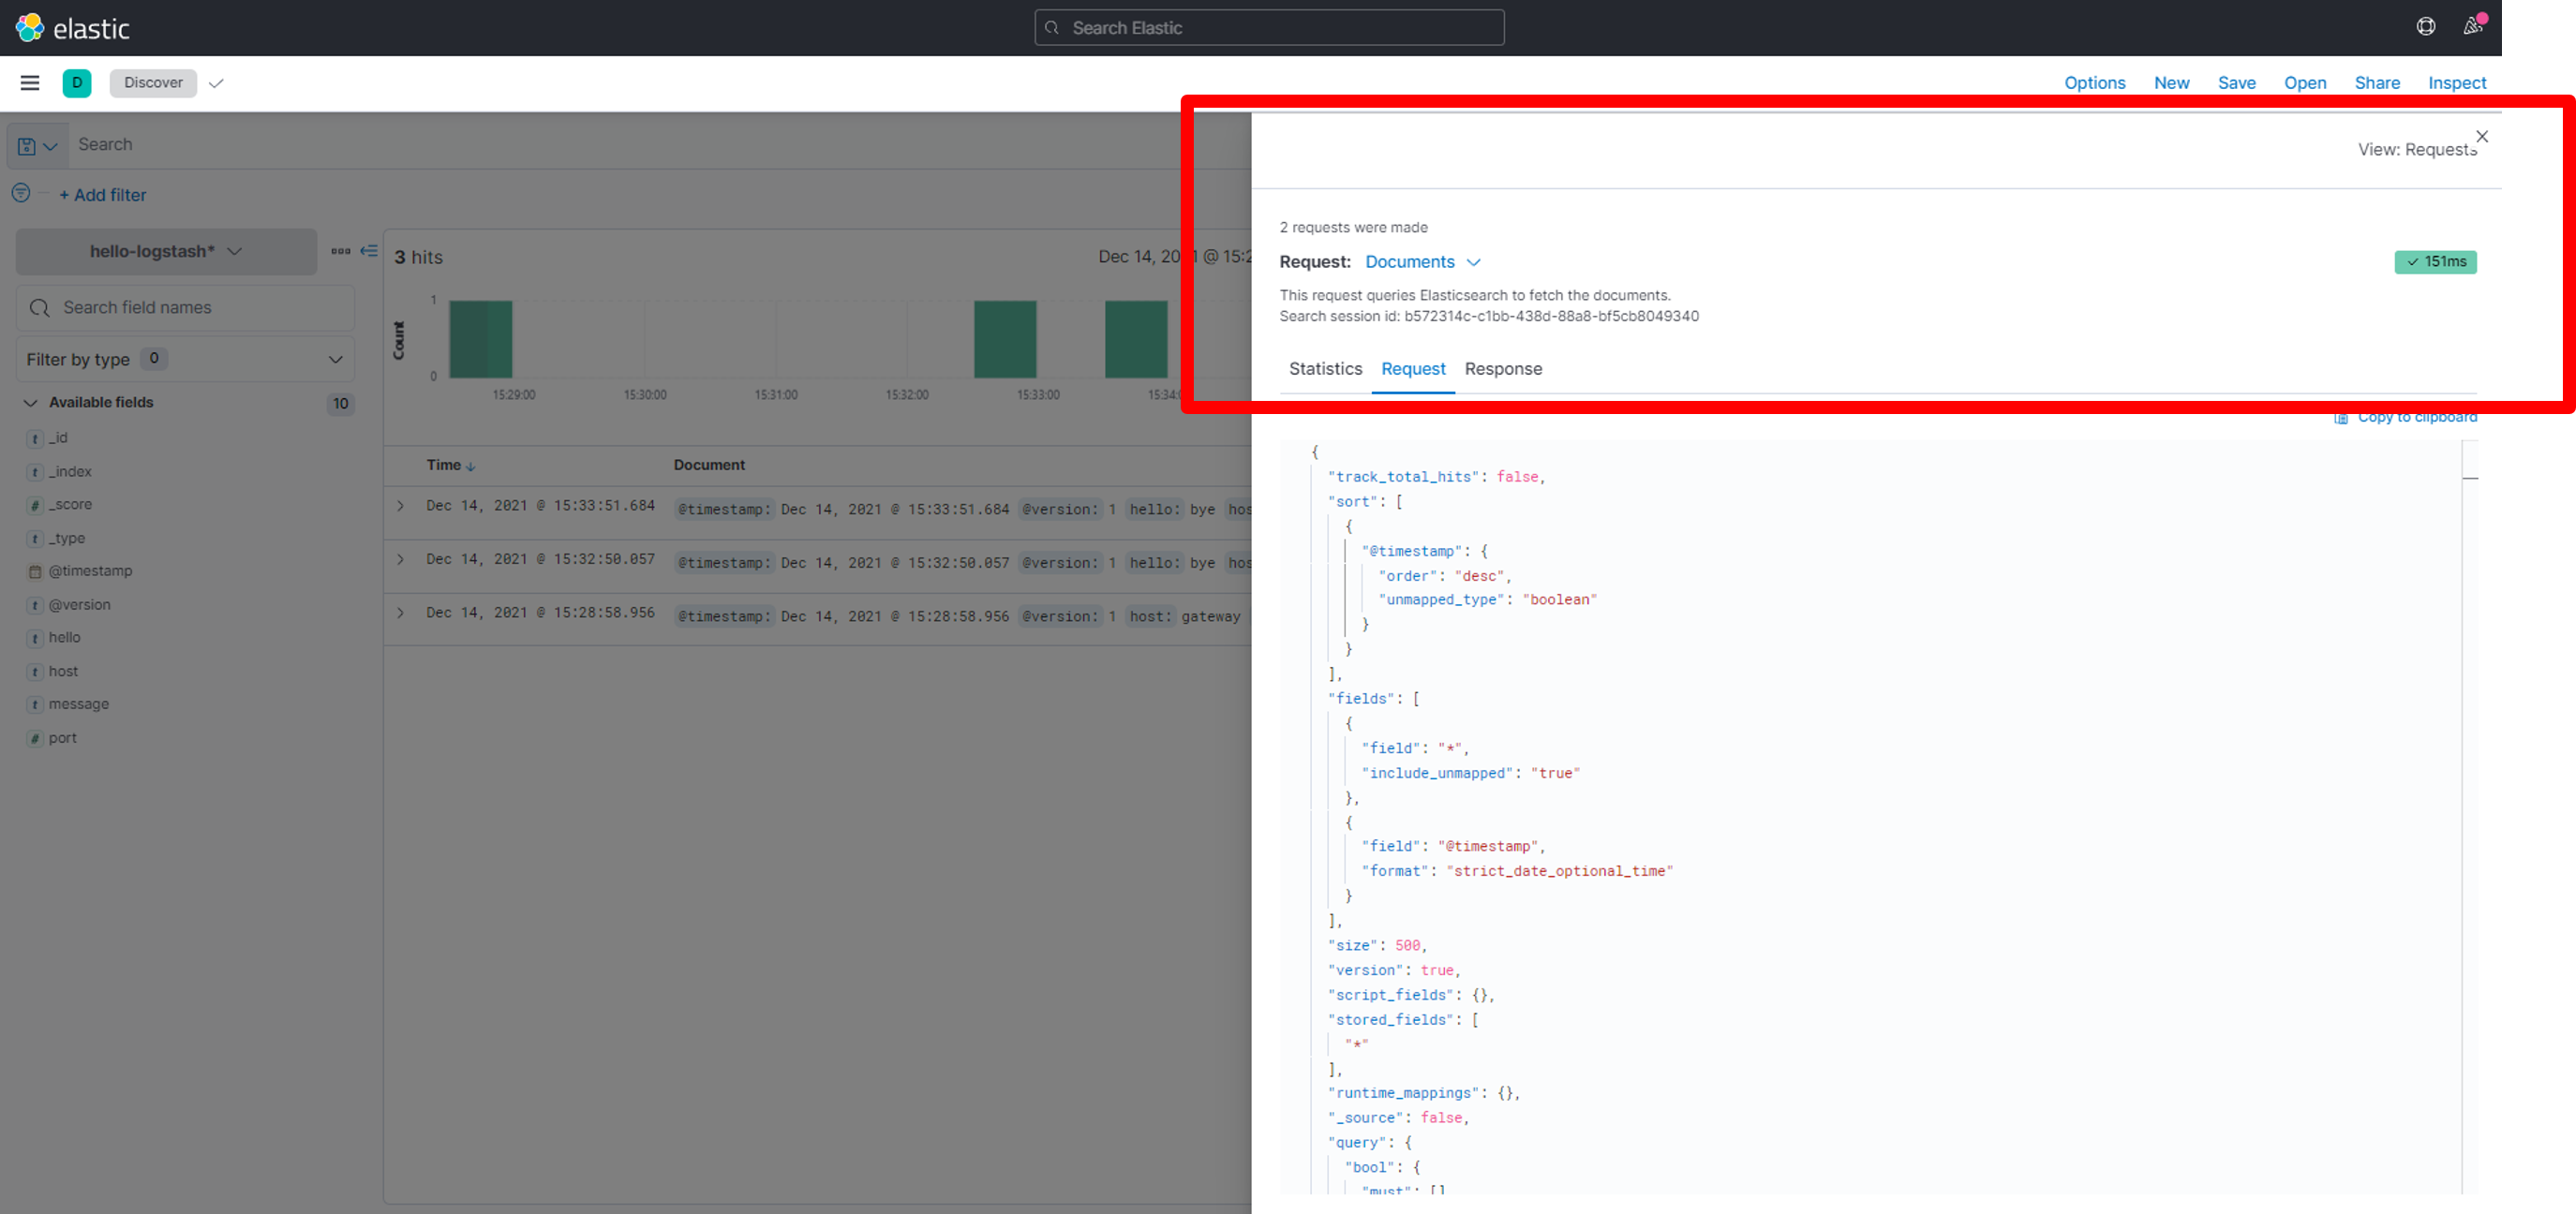 elastic
Search Elastic
D
Discover
Options New Save Open Share Inspect
Search
+ Add filter
hello-logstash*
Search field names
Filter by type 0
Available fields 10
t _id
t _index
# _score
t _type
@timestamp
t @version
t hello
t host
t message
# port
3 hits
Dec 14, 2021 @ 15:2
Count
1
0
15:29:00 15:30:00 15:31:00 15:32:00 15:33:00 15:34:0
Time Document
Dec 14, 2021 @ 15:33:51.684 @timestamp: Dec 14, 2021 @ 15:33:51.684 @version: 1 hello: bye hos
Dec 14, 2021 @ 15:32:50.057 @timestamp: Dec 14, 2021 @ 15:32:50.057 @version: 1 hello: bye hos
Dec 14, 2021 @ 15:28:58.956 @timestamp: Dec 14, 2021 @ 15:28:58.956 @version: 1 host: gateway
View: Requests
2 requests were made
Request: Documents
151ms
This request queries Elasticsearch to fetch the documents.
Search session id: b572314c-c1bb-438d-88a8-bf5cb8049340
Statistics Request Response
Copy to clipboard
{
"track_total_hits": false,
"sort": [
{
"@timestamp": {
"order": "desc",
"unmapped_type": "boolean"
}
}
],
"fields": [
{
"field": "*",
"include_unmapped": "true"
},
{
"field": "@timestamp",
"format": "strict_date_optional_time"
}
],
"size": 500,
"version": true,
"script_fields": {},
"stored_fields": [
"*"
],
"runtime_mappings": {},
"_source": false,
"query": {
"bool": {
"must": []